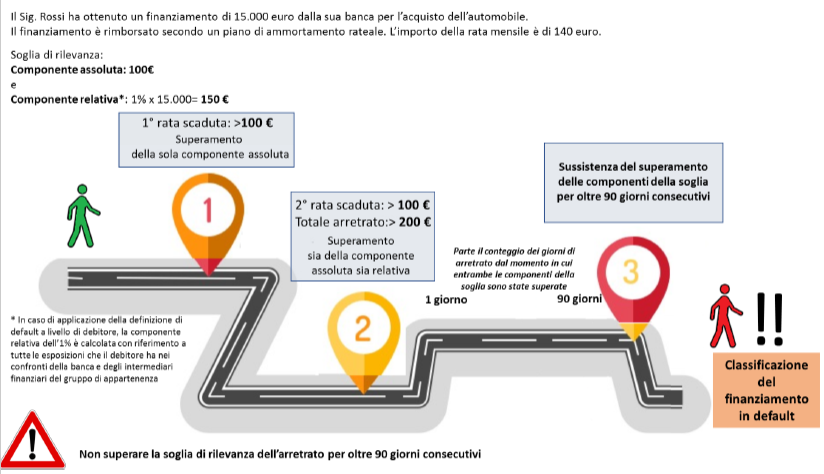 Il Sig. Rossi ha ottenuto un finanziamento di 15.000 euro dalla sua banca per l'acquisto dell'automobile.
Il finanziamento è rimborsato secondo un piano di ammortamento rateale. L'importo della rata mensile è di 140 euro.
Soglia di rilevanza:
Componente assoluta: 100€
e
Componente relativa*: 1% x 15.000= 150 €
1° rata scaduta: >100 €
Superamento
della sola componente assoluta
1
2° rata scaduta: > 100 €
Totale arretrato:> 200 €
Superamento
sia della componente
assoluta sia relativa
2
Parte il conteggio dei giorni di
arretrato dal momento in cui
entrambe le componenti della
soglia sono state superate
1 giorno
90 giorni
Sussistenza del superamento
delle componenti della soglia
per oltre 90 giorni consecutivi
3
!!
Classificazione
del
finanziamento
in default
* In caso di applicazione della definizione di
default a livello di debitore, la componente
relativa dell'1% è calcolata con riferimento a
tutte le esposizioni che il debitore ha nei
confronti della banca e degli intermediari
finanziari del gruppo di appartenenza
!
Non superare la soglia di rilevanza dell'arretrato per oltre 90 giorni consecutivi